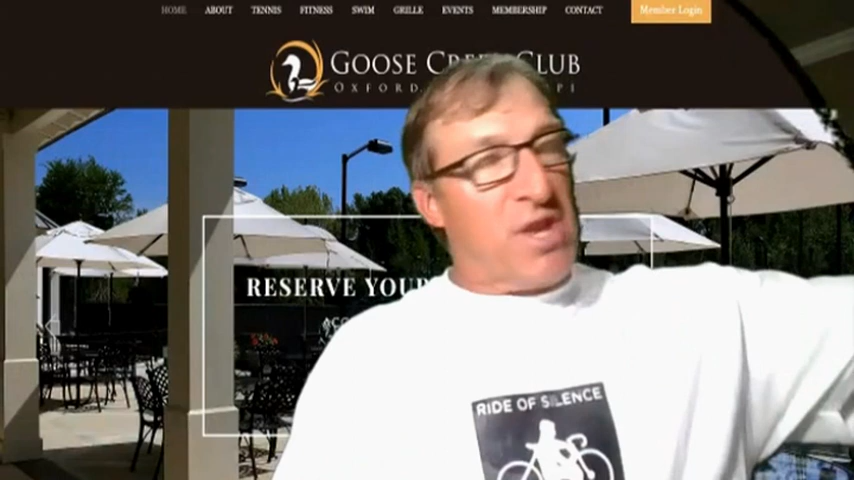 HOME ABOUT TENNIS FITNESS SWIM GRILLE EVENTS MEMBERSHIP CONTACT Member Login
GOOSE CREEK CLUB
OXFORD
RESERVE YOUR
RIDE OF SILENCE